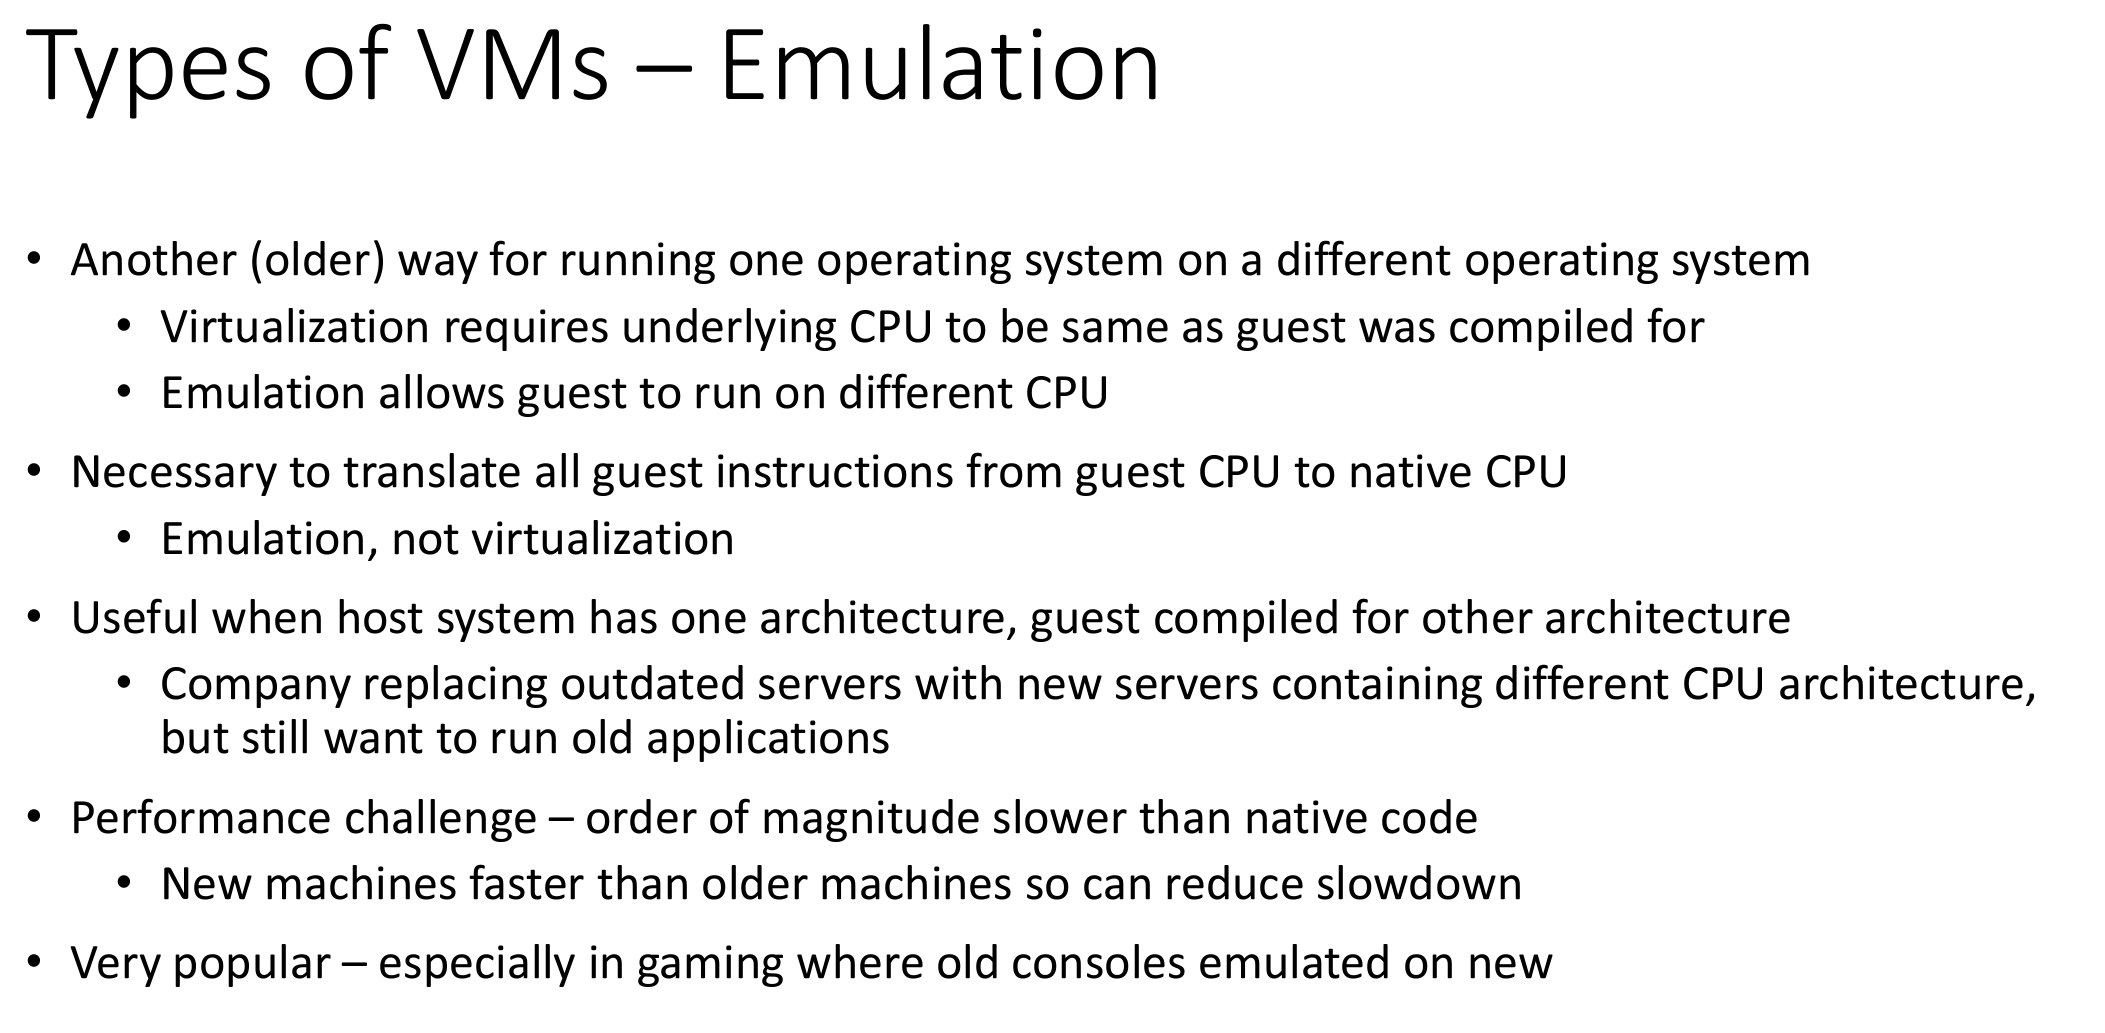 Types of VMs – Emulation
• Another (older) way for running one operating system on a different operating system
• Virtualization requires underlying CPU to be same as guest was compiled for
• Emulation allows guest to run on different CPU
• Necessary to translate all guest instructions from guest CPU to native CPU
• Emulation, not virtualization
• Useful when host system has one architecture, guest compiled for other architecture
• Company replacing outdated servers with new servers containing different CPU architecture,
but still want to run old applications
• Performance challenge – order of magnitude slower than native code
• New machines faster than older machines so can reduce slowdown
• Very popular – especially in gaming where old consoles emulated on new